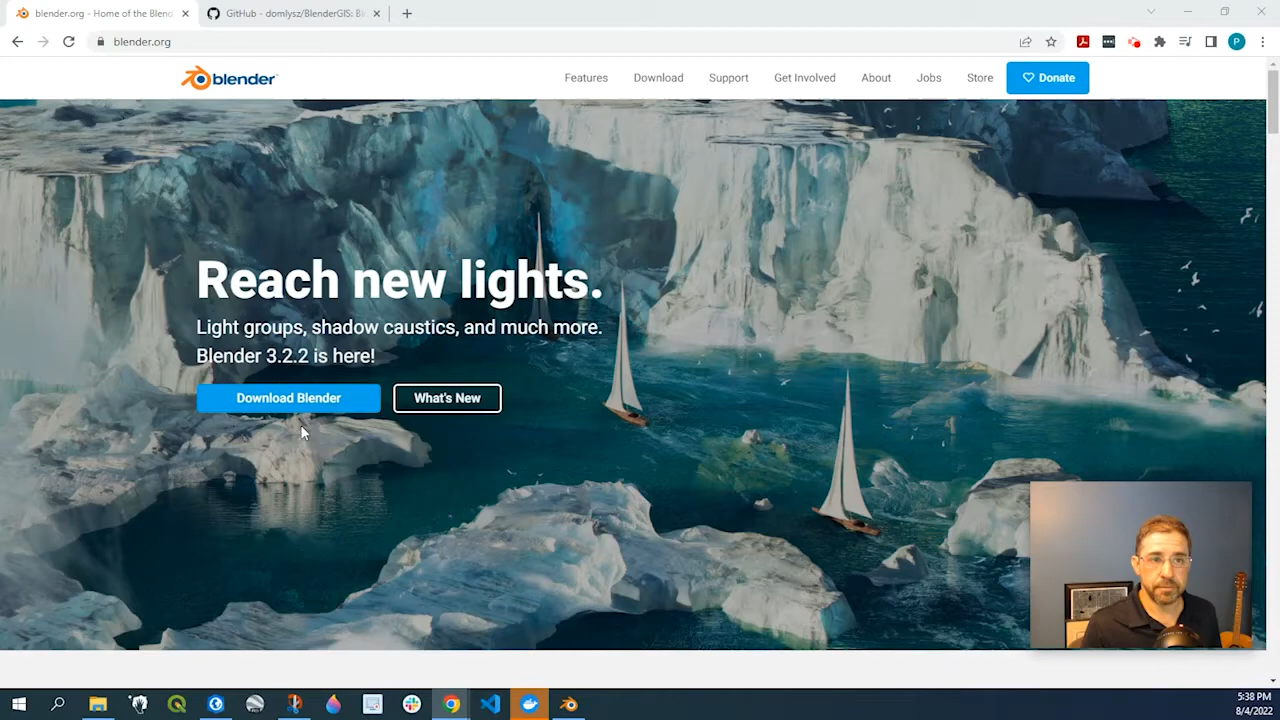 blender.org - Home of the Blend
GitHub - domlysz/BlenderGIS: Bl
blender.org
P
blender
Features
Download
Support
Get Involved
About
Jobs
Store
Donate
Reach new lights.
Light groups, shadow caustics, and much more.
Blender 3.2.2 is here!
Download Blender
What's New
5:38 PM
8/4/2022